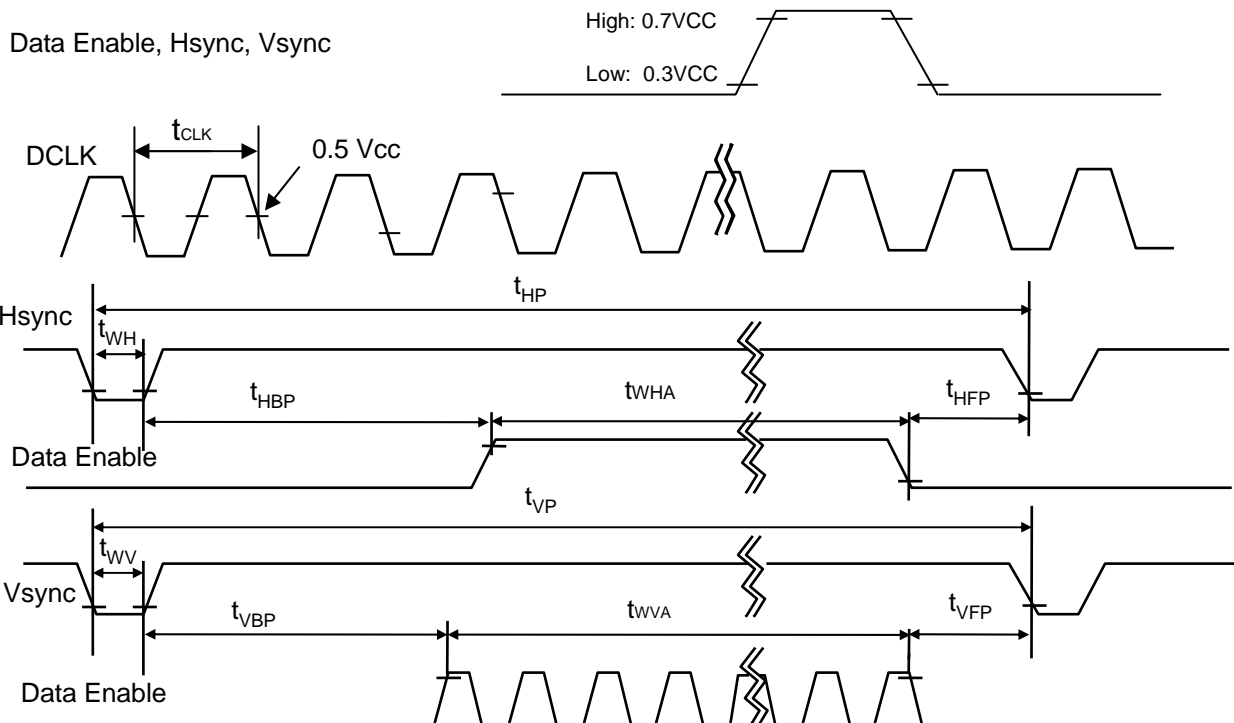 High: 0.7VCC
Data Enable, Hsync, Vsync
Low: 0.3VCC
tCLK
DCLK
0.5 Vcc
tHP
Hsync
tWH
tHBP
tWHA
tHFP
Data Enable
tVP
tWV
Vsync
tVBP
tWVA
tVFP
Data Enable